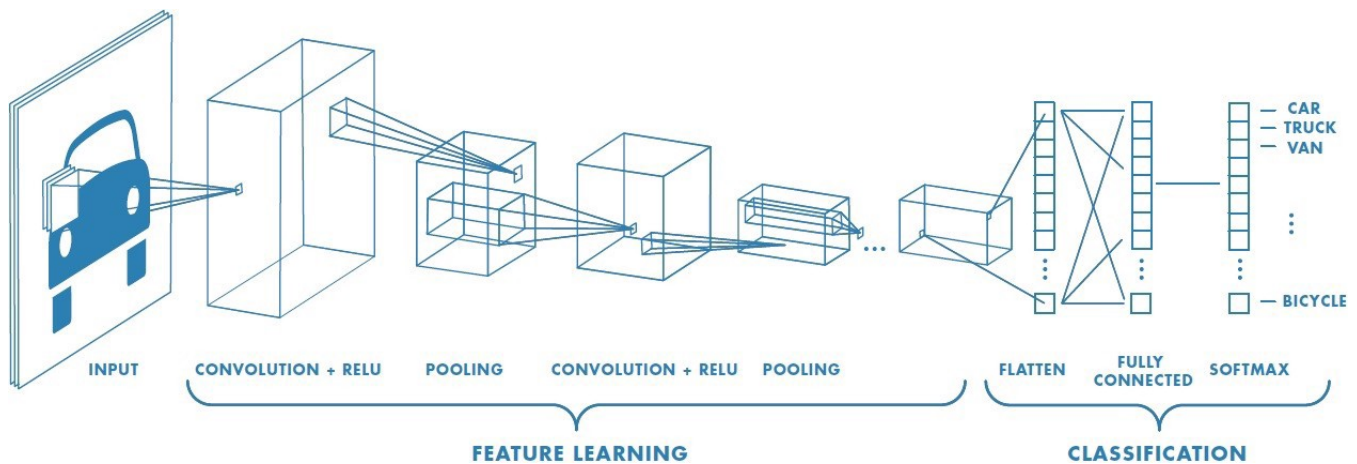 CAR
TRUCK
VAN
BICYCLE
INPUT
CONVOLUTION + RELU
POOLING
CONVOLUTION + RELU
POOLING
FLATTEN
FULLY
CONNECTED
SOFTMAX
FEATURE LEARNING
CLASSIFICATION